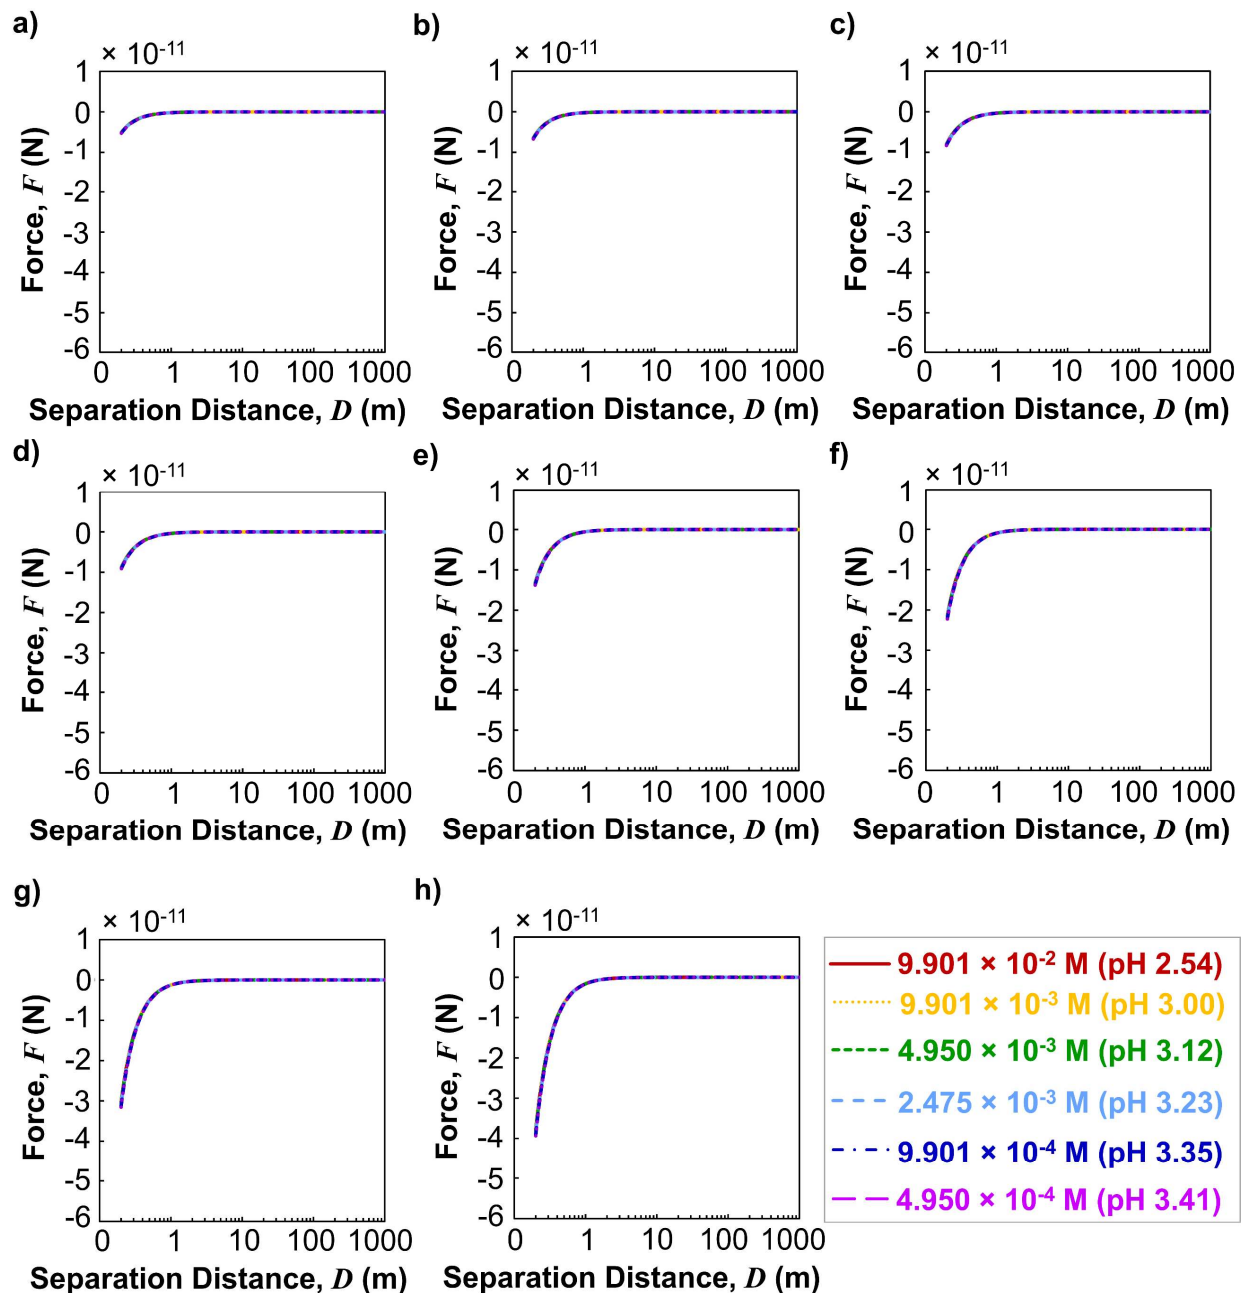 a)
× 10⁻¹¹
1
0
-1
-2
-3
-4
-5
-6
Force, F (N)
0 1 10 100 1000
Separation Distance, D (m)
b)
× 10⁻¹¹
1
0
-1
-2
-3
-4
-5
-6
Force, F (N)
0 1 10 100 1000
Separation Distance, D (m)
c)
× 10⁻¹¹
1
0
-1
-2
-3
-4
-5
-6
Force, F (N)
0 1 10 100 1000
Separation Distance, D (m)
d)
× 10⁻¹¹
1
0
-1
-2
-3
-4
-5
-6
Force, F (N)
0 1 10 100 1000
Separation Distance, D (m)
e)
× 10⁻¹¹
1
0
-1
-2
-3
-4
-5
-6
Force, F (N)
0 1 10 100 1000
Separation Distance, D (m)
f)
× 10⁻¹¹
1
0
-1
-2
-3
-4
-5
-6
Force, F (N)
0 1 10 100 1000
Separation Distance, D (m)
g)
× 10⁻¹¹
1
0
-1
-2
-3
-4
-5
-6
Force, F (N)
0 1 10 100 1000
Separation Distance, D (m)
h)
× 10⁻¹¹
1
0
-1
-2
-3
-4
-5
-6
Force, F (N)
0 1 10 100 1000
Separation Distance, D (m)
9.901 × 10⁻² M (pH 2.54)
9.901 × 10⁻³ M (pH 3.00)
4.950 × 10⁻³ M (pH 3.12)
2.475 × 10⁻³ M (pH 3.23)
9.901 × 10⁻⁴ M (pH 3.35)
4.950 × 10⁻⁴ M (pH 3.41)